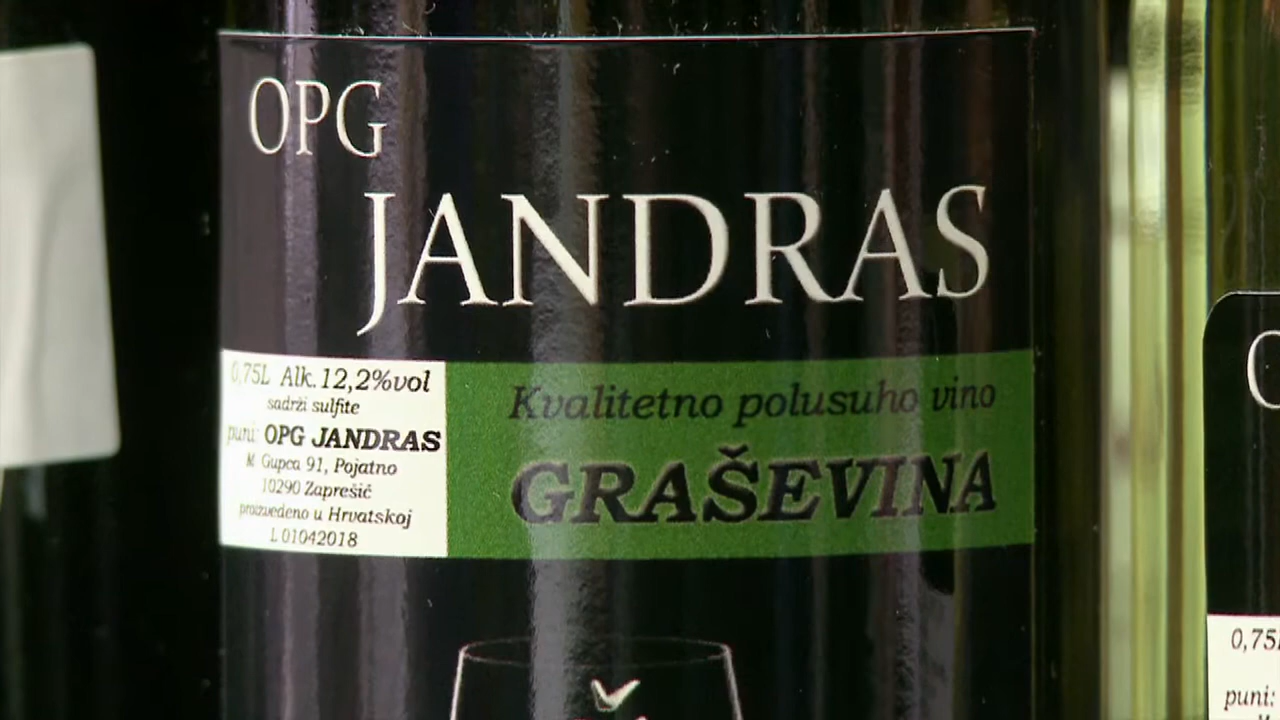 OPG
JANDRAS
0,75L Alk. 12,2%vol
sadrži sulfite
puni: OPG JANDRAS
M Gupca 91, Pojatno
10290 Zaprešić
proizvedeno u Hrvatskoj
L 01042018
Kvalitetno polusuho vino
GRAŠEVINA
0,75
puni: